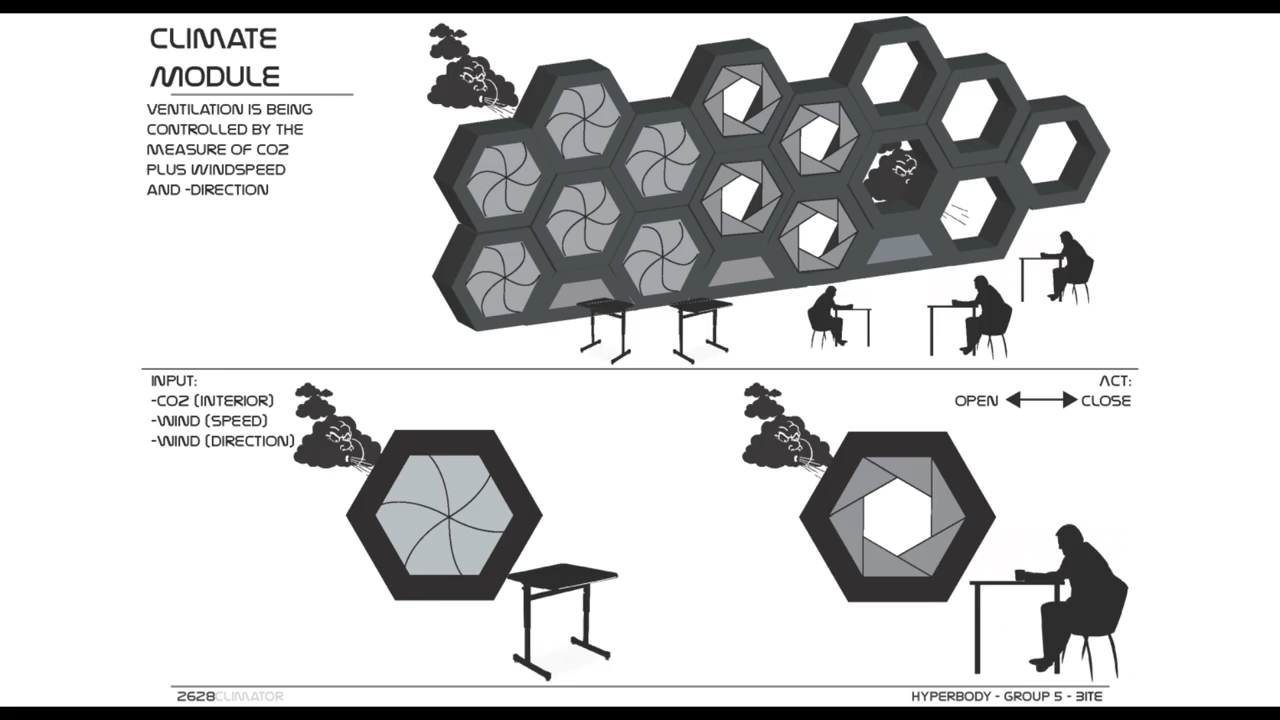 CLIMATE
MODULE
VENTILATION IS BEING
CONTROLLED BY THE
MEASURE OF CO2
PLUS WINDSPEED
AND -DIRECTION
INPUT:
-CO2 (INTERIOR)
-WIND (SPEED)
-WIND (DIRECTION)
ACT:
OPEN CLOSE
2628CLIMATOR
HYPERBODY - GROUP 5 - BITE